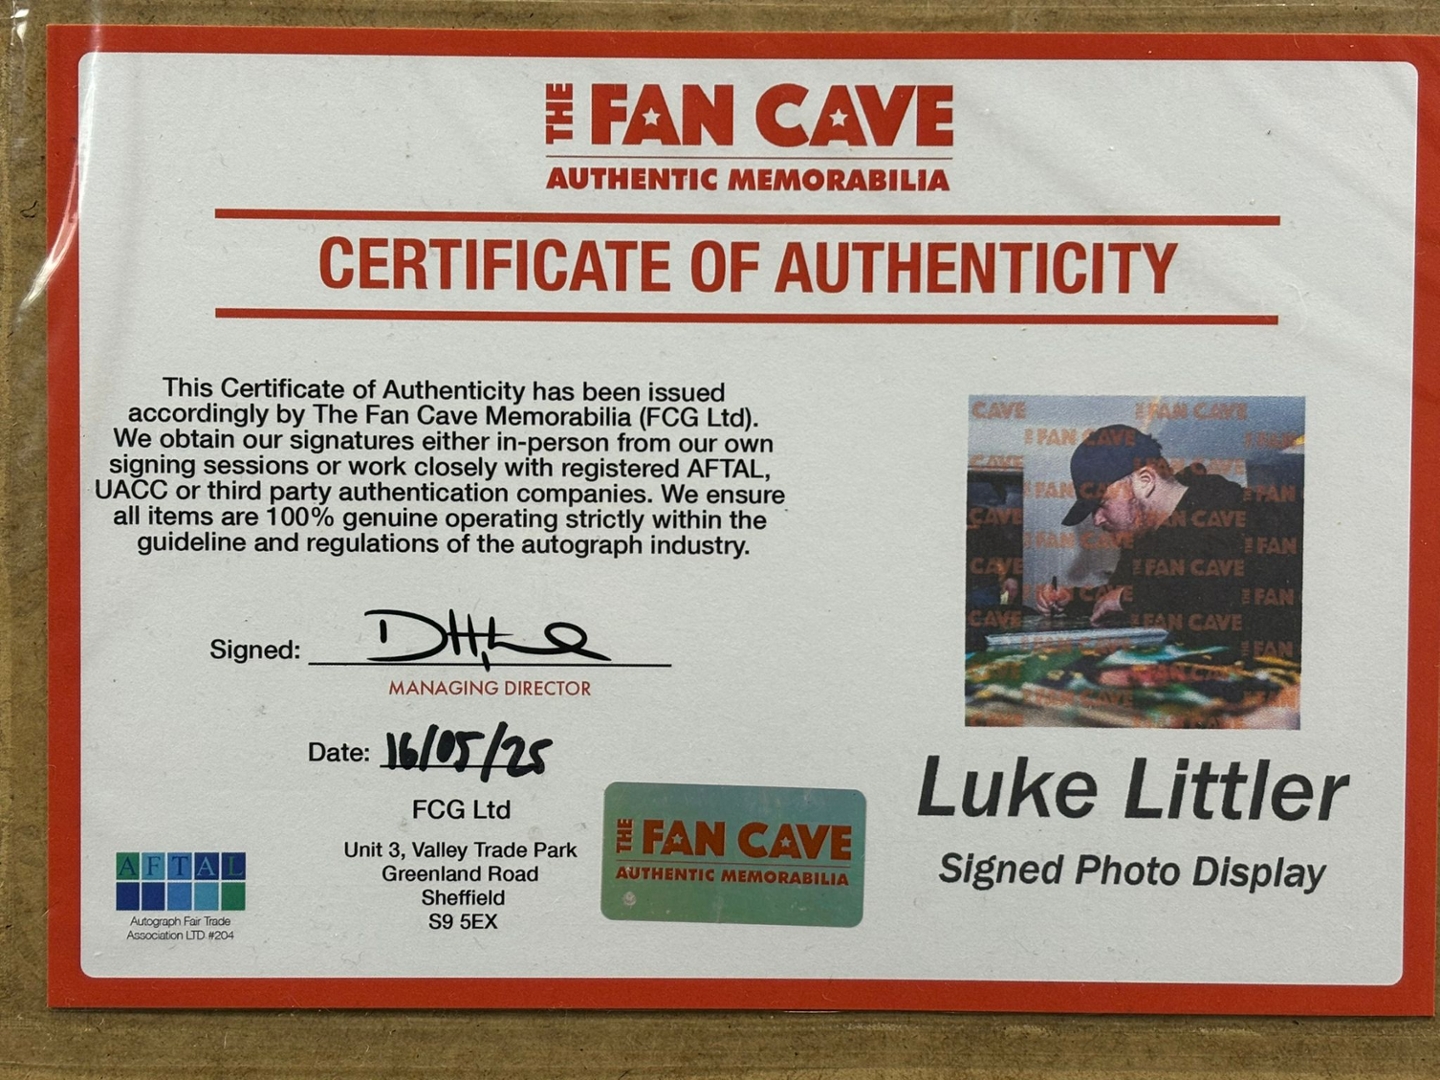 THE FAN CAVE
AUTHENTIC MEMORABILIA
CERTIFICATE OF AUTHENTICITY
This Certificate of Authenticity has been issued
accordingly by The Fan Cave Memorabilia (FCG Ltd).
We obtain our signatures either in-person from our own
signing sessions or work closely with registered AFTAL,
UACC or third party authentication companies. We ensure
all items are 100% genuine operating strictly within the
guideline and regulations of the autograph industry.
Signed:
MANAGING DIRECTOR
Date: 16/05/25
FCG Ltd
Unit 3, Valley Trade Park
Greenland Road
Sheffield
S9 5EX
AFTAL
Autograph Fair Trade
Association LTD #204
THE FAN CAVE
AUTHENTIC MEMORABILIA
THE FAN CAVE
Luke Littler
Signed Photo Display